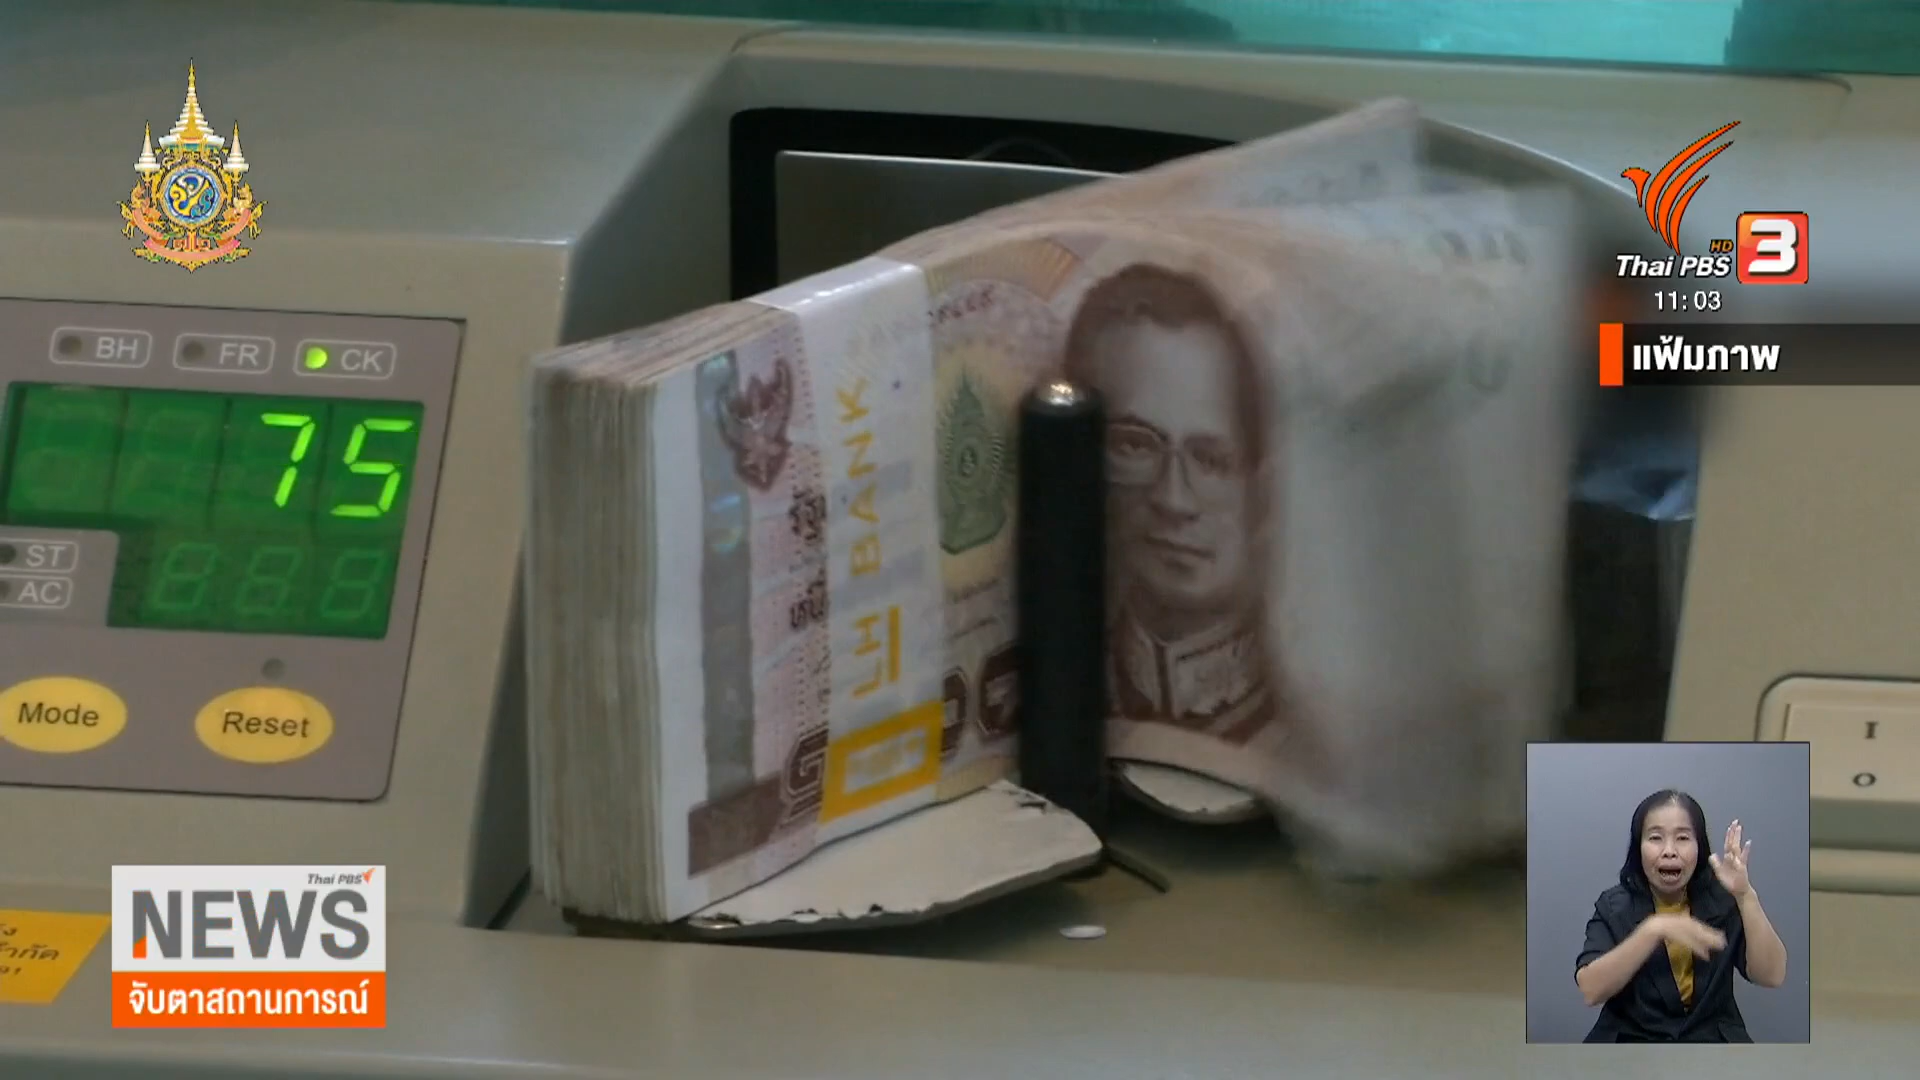 Thai PBS
HD
3
11:03
แฟ้มภาพ
BH
FR
CK
75
ST
AC
Mode
Reset
LH BANK
I
O
Thai PBS
NEWS
จับตาสถานการณ์